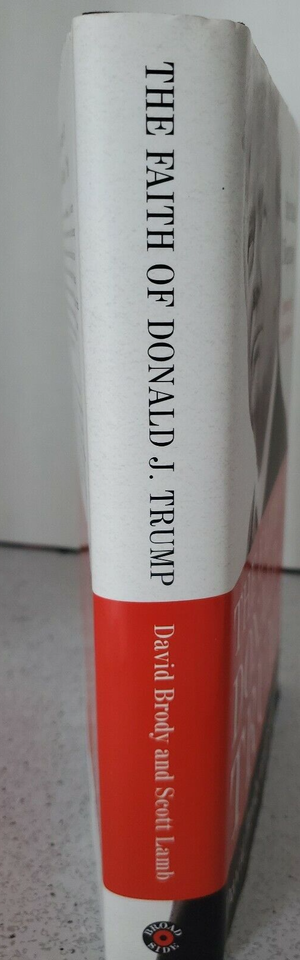 THE FAITH OF DONALD J. TRUMP
David Brody and Scott Lamb
BROAD
SIDE